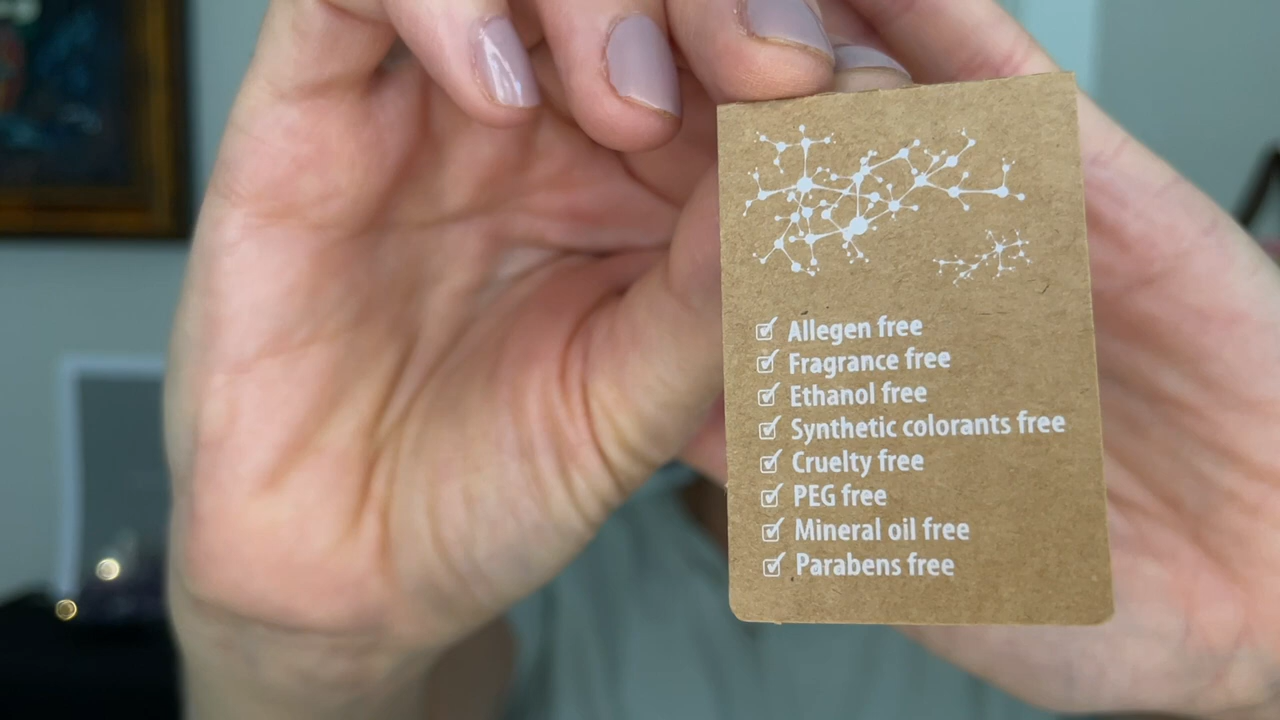 Allegen free
Fragrance free
Ethanol free
Synthetic colorants free
Cruelty free
PEG free
Mineral oil free
Parabens free